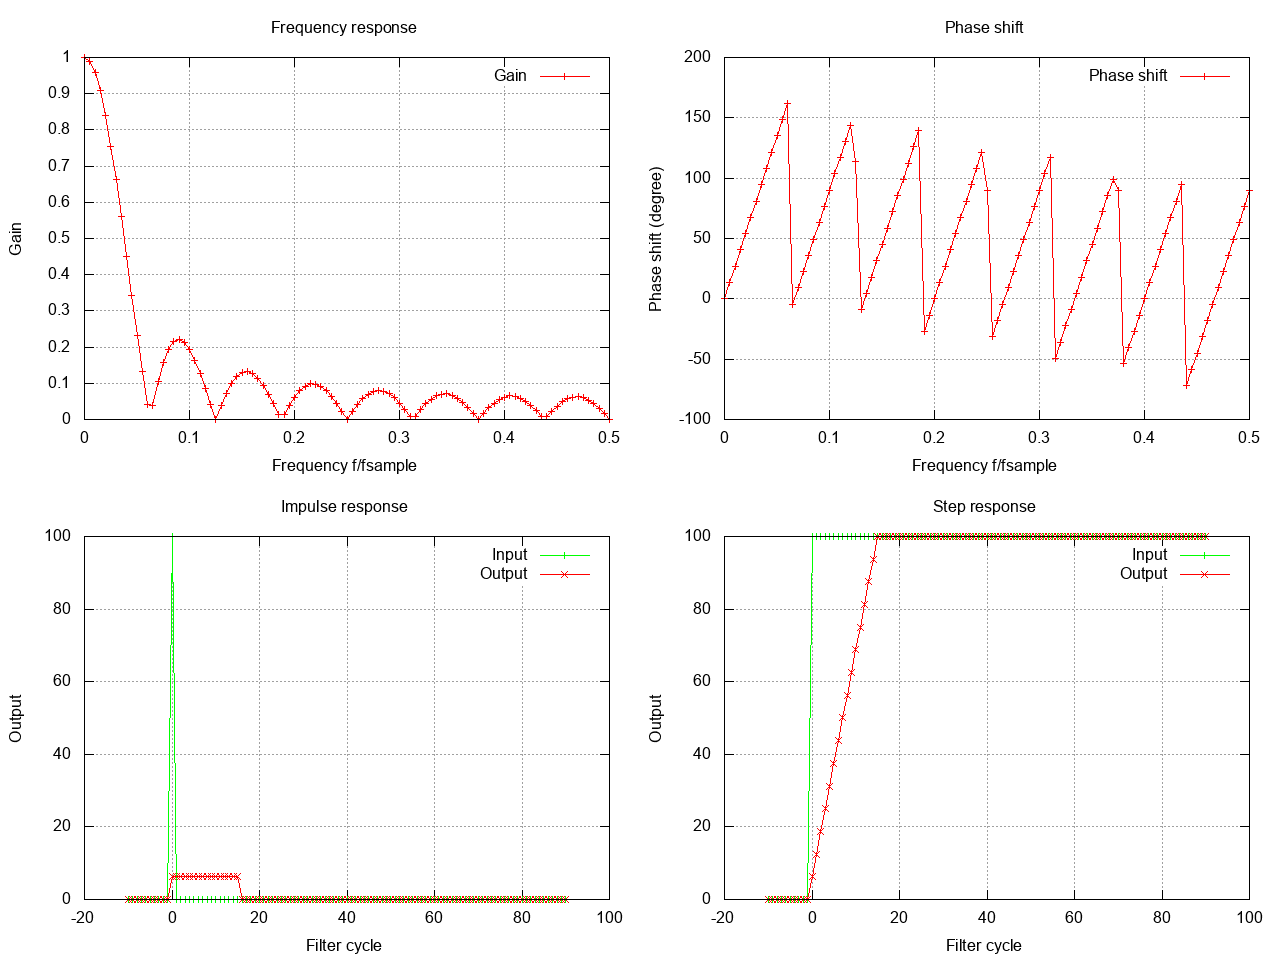 Frequency response
Gain
1
0.9
0.8
0.7
0.6
0.5
0.4
0.3
0.2
0.1
0
Gain
0 0.1 0.2 0.3 0.4 0.5
Frequency f/fsample
Phase shift
Phase shift
200
150
100
50
0
-50
-100
Phase shift (degree)
0 0.1 0.2 0.3 0.4 0.5
Frequency f/fsample
Impulse response
Input
Output
100
80
60
40
20
0
Output
-20 0 20 40 60 80 100
Filter cycle
Step response
Input
Output
100
80
60
40
20
0
Output
-20 0 20 40 60 80 100
Filter cycle